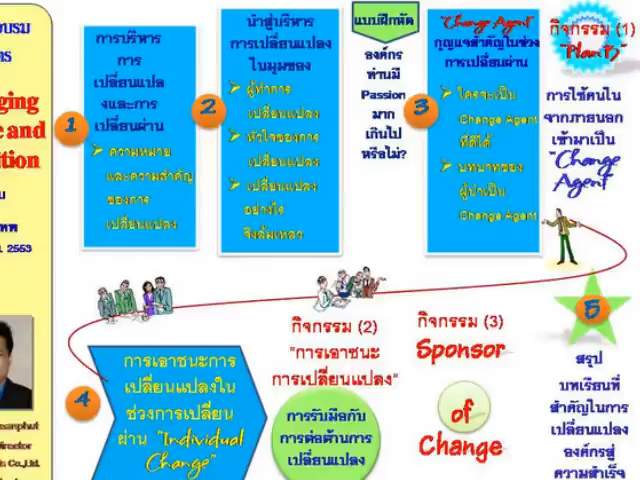 อบรม
ging
e and
ition
. 2553
eanphut
Director
s Co.,Ltd.
1
การบริหาร
การ
เปลี่ยนแปล
งและการ
เปลี่ยนผ่าน
ความหมาย
และความสำคัญ
ของการ
เปลี่ยนแปลง
2
นำสู่บริหาร
การเปลี่ยนแปลง
ในมุมของ
ผู้ทำการ
เปลี่ยนแปลง
หัวใจของการ
เปลี่ยนแปลง
เปลี่ยนแปลง
อย่างไร
จึงล้มเหลว
แบบฝึกหัด
องค์กร
ท่านมี
Passion
มาก
เกินไป
หรือไม่?
3
"Change Agent"
กุญแจสำคัญในช่วง
การเปลี่ยนผ่าน
ใครจะเป็น
Change Agent
ที่ดีได้
บทบาทของ
ผู้นำเป็น
Change Agent
กิจกรรม (1)
การใช้คนใน
จากภายนอก
เข้ามาเป็น
"Change
Agent
4
การเอาชนะการ
เปลี่ยนแปลงใน
ช่วงการเปลี่ยน
ผ่าน "Individual
Change"
กิจกรรม (2)
"การเอาชนะ
การเปลี่ยนแปลง"
การรับมือกับ
การต่อต้านการ
เปลี่ยนแปลง
กิจกรรม (3)
Sponsor
of
Change
5
สรุป
บทเรียนที่
สำคัญในการ
เปลี่ยนแปลง
องค์กรสู่
ความสำเร็จ